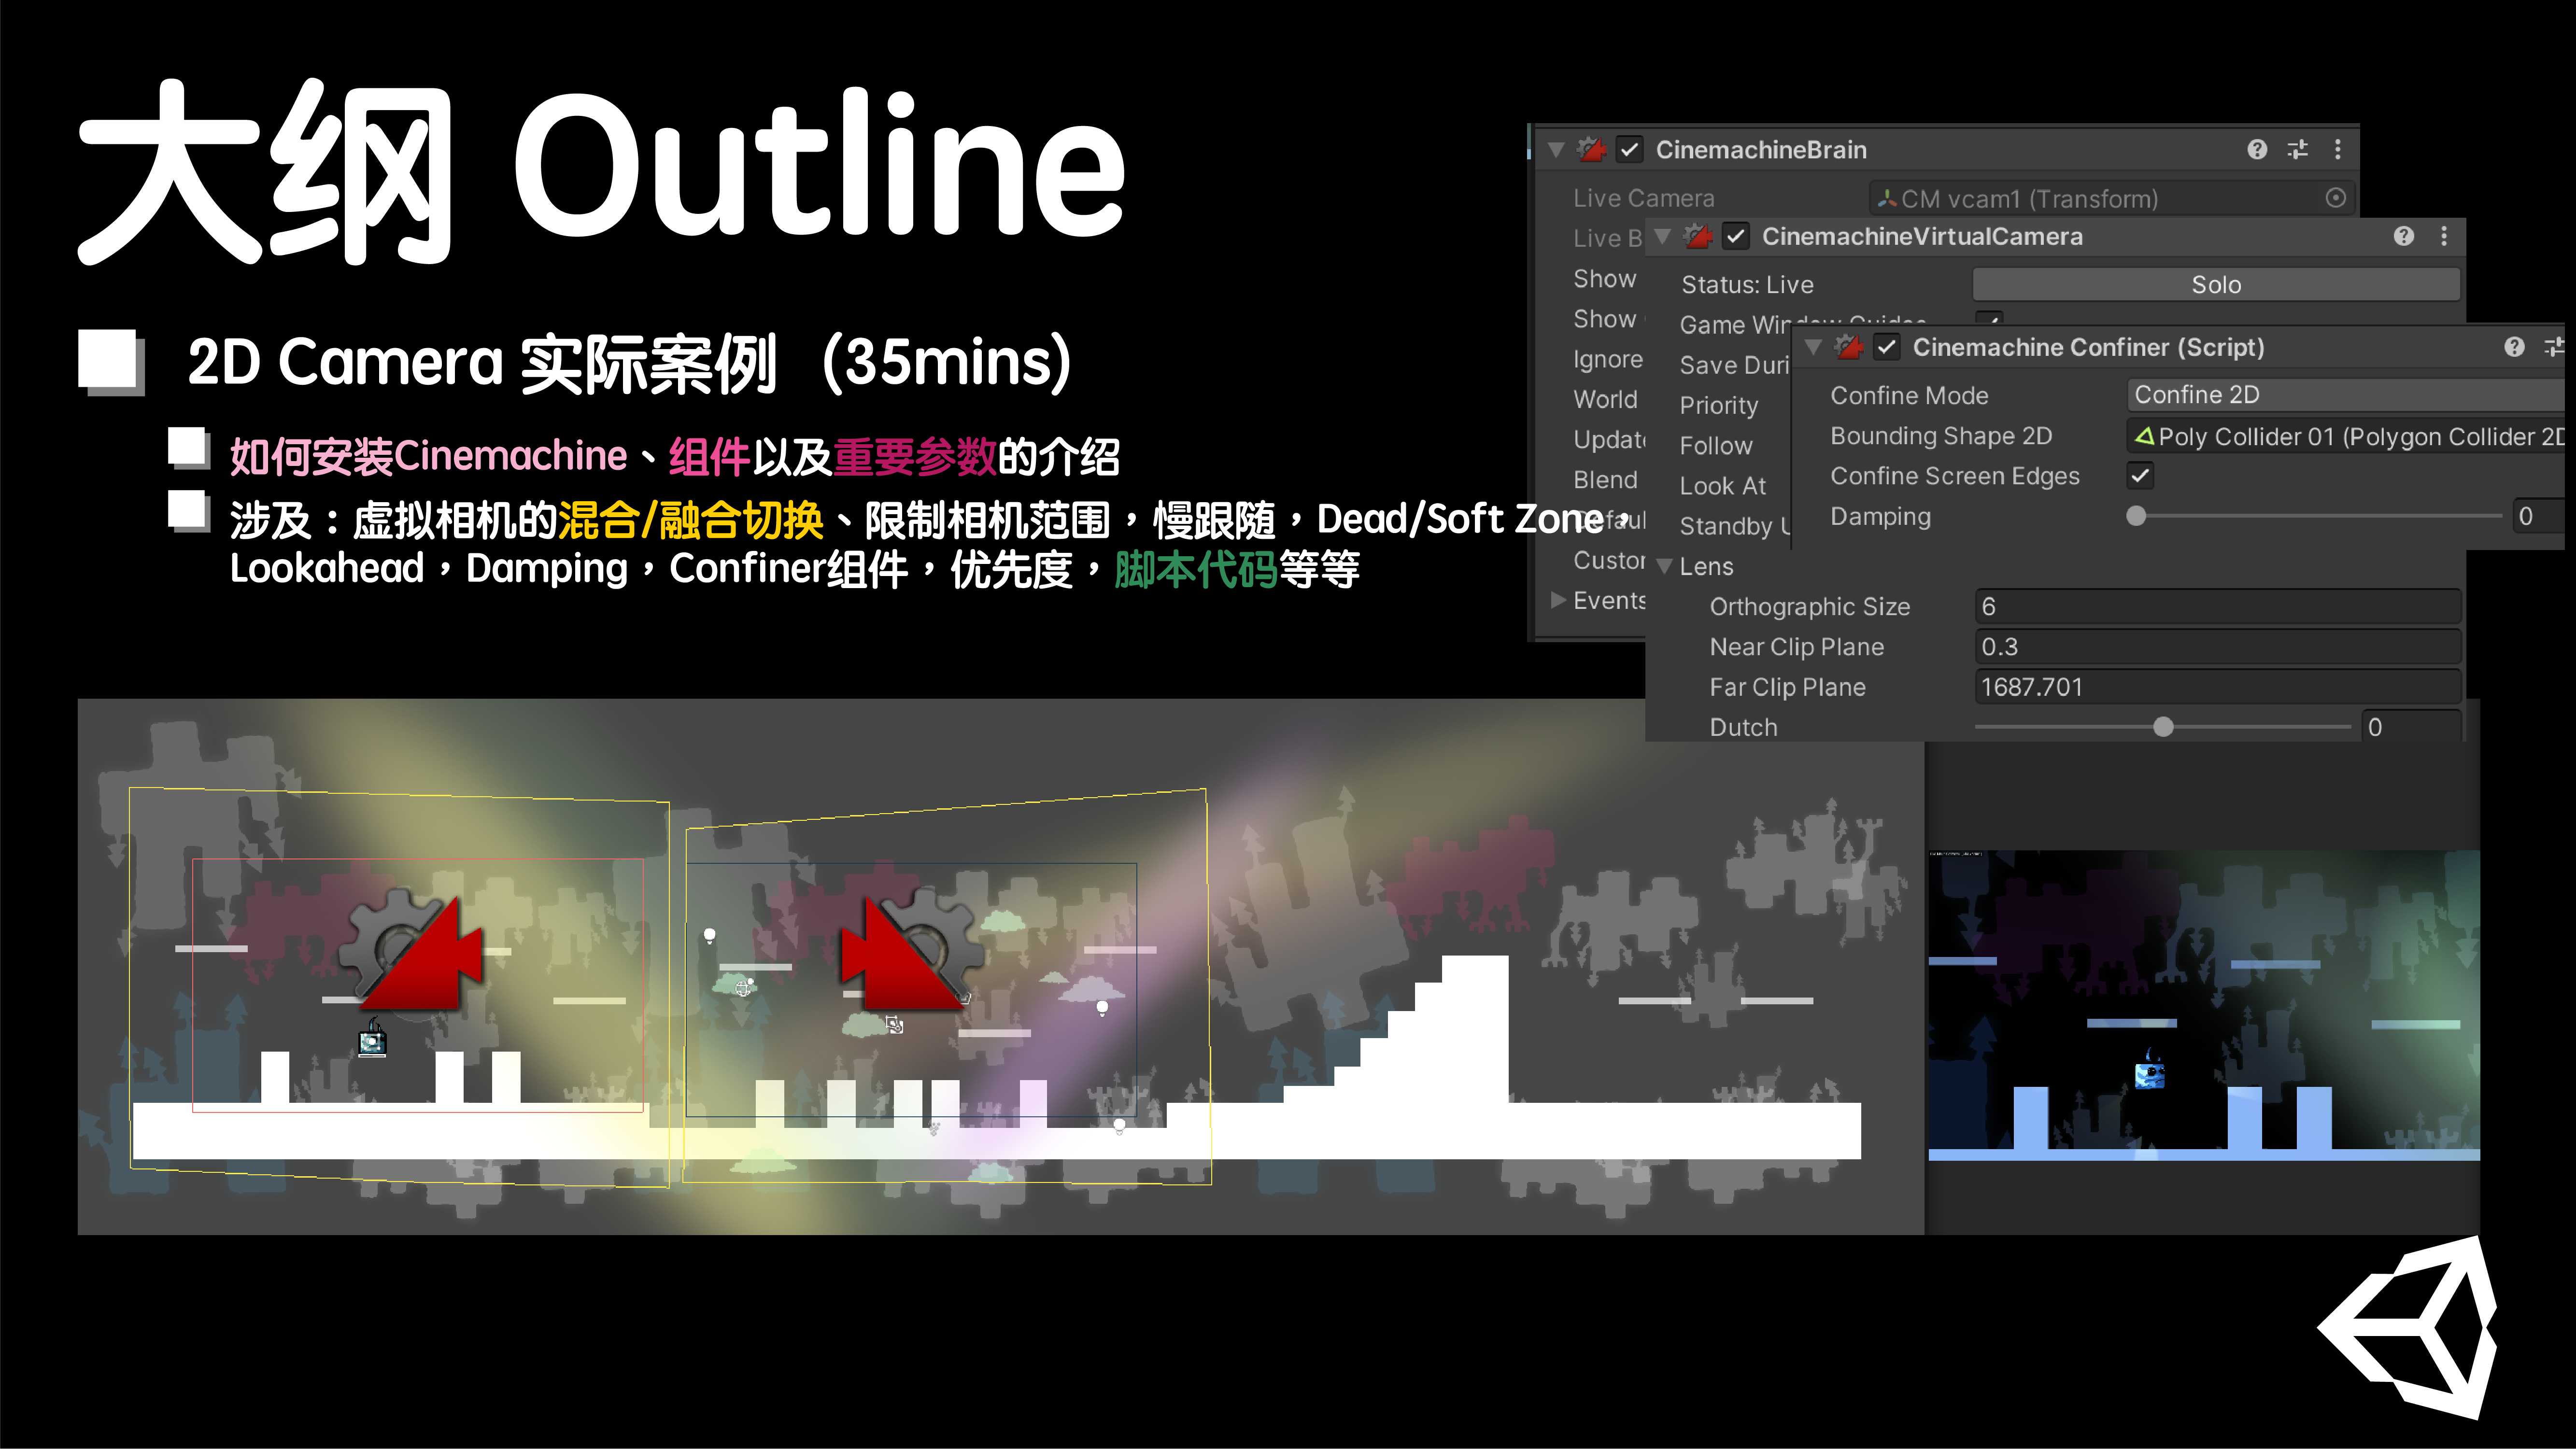 大纲 Outline
2D Camera 实际案例 (35mins)
如何安装Cinemachine、组件以及重要参数的介绍
涉及：虚拟相机的混合/融合切换、限制相机范围，慢跟随，Dead/Soft Zone，
Lookahead，Damping，Confiner组件，优先度，脚本代码等等
CinemachineBrain
Live Camera CM vcam1 (Transform)
Live B
Show
Show
Ignore
World
Update
Blend
Custor
Events
CinemachineVirtualCamera
Status: Live Solo
Game Window Guides
Save Duri
Priority
Follow
Look At
Standby U
Lens
Orthographic Size 6
Near Clip Plane 0.3
Far Clip Plane 1687.701
Dutch 0
Cinemachine Confiner (Script)
Confine Mode Confine 2D
Bounding Shape 2D Poly Collider 01 (Polygon Collider 2D
Confine Screen Edges
Damping 0